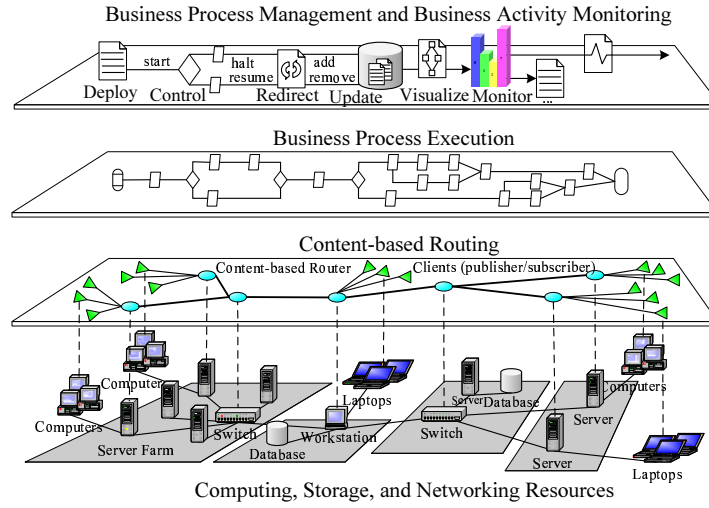 Business Process Management and Business Activity Monitoring
start
halt
resume
add
remove
Deploy
Control
Redirect
Update
Visualize
Monitor
...
Business Process Execution
Content-based Routing
Content-based Router
Clients (publisher/subscriber)
Computer
Laptops
Server
Database
Computers
Computers
Switch
Workstation
Switch
Server
Server Farm
Database
Server
Laptops
Computing, Storage, and Networking Resources